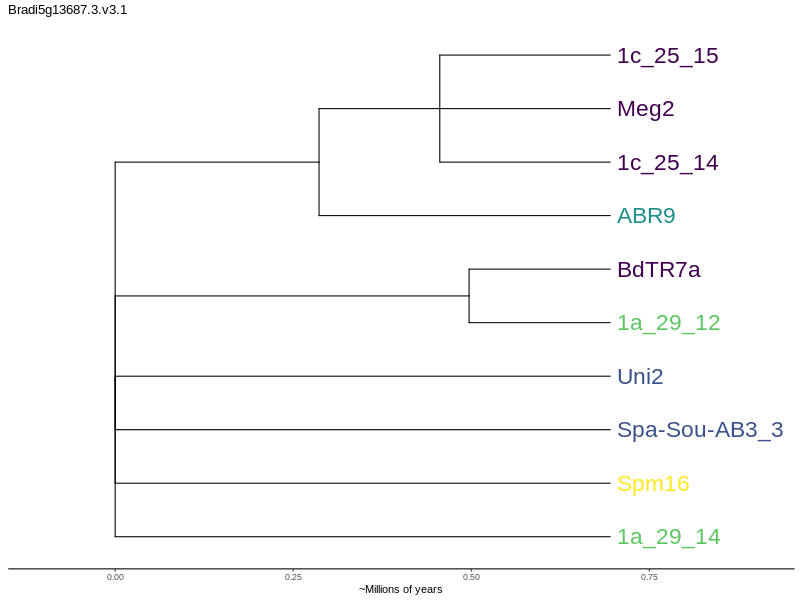 Bradi5g13687.3.v3.1
1c_25_15
Meg2
1c_25_14
ABR9
BdTR7a
1a_29_12
Uni2
Spa-Sou-AB3_3
Spm16
1a_29_14
0.00 0.25 0.50 0.75
~Millions of years